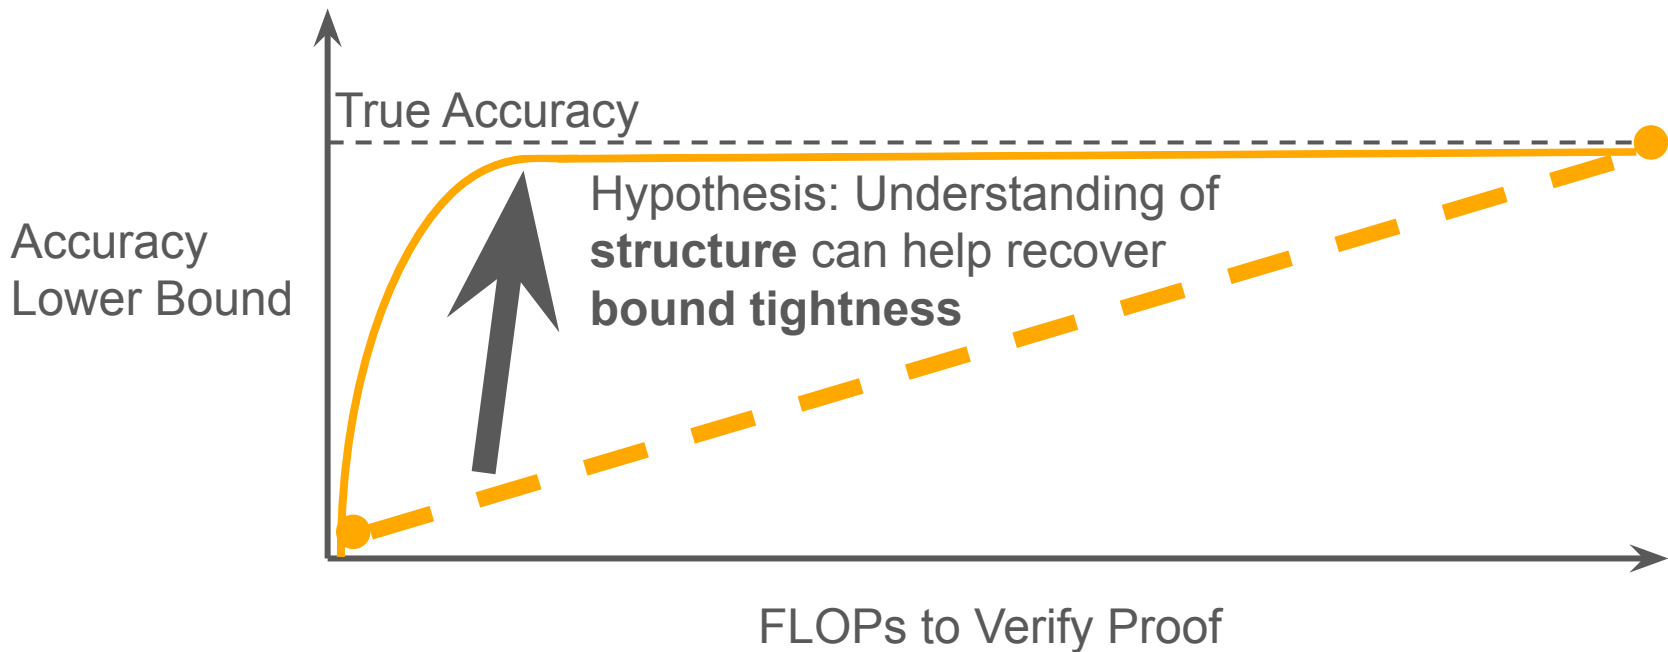 True Accuracy
Hypothesis: Understanding of
structure can help recover
bound tightness
Accuracy
Lower Bound
FLOPs to Verify Proof